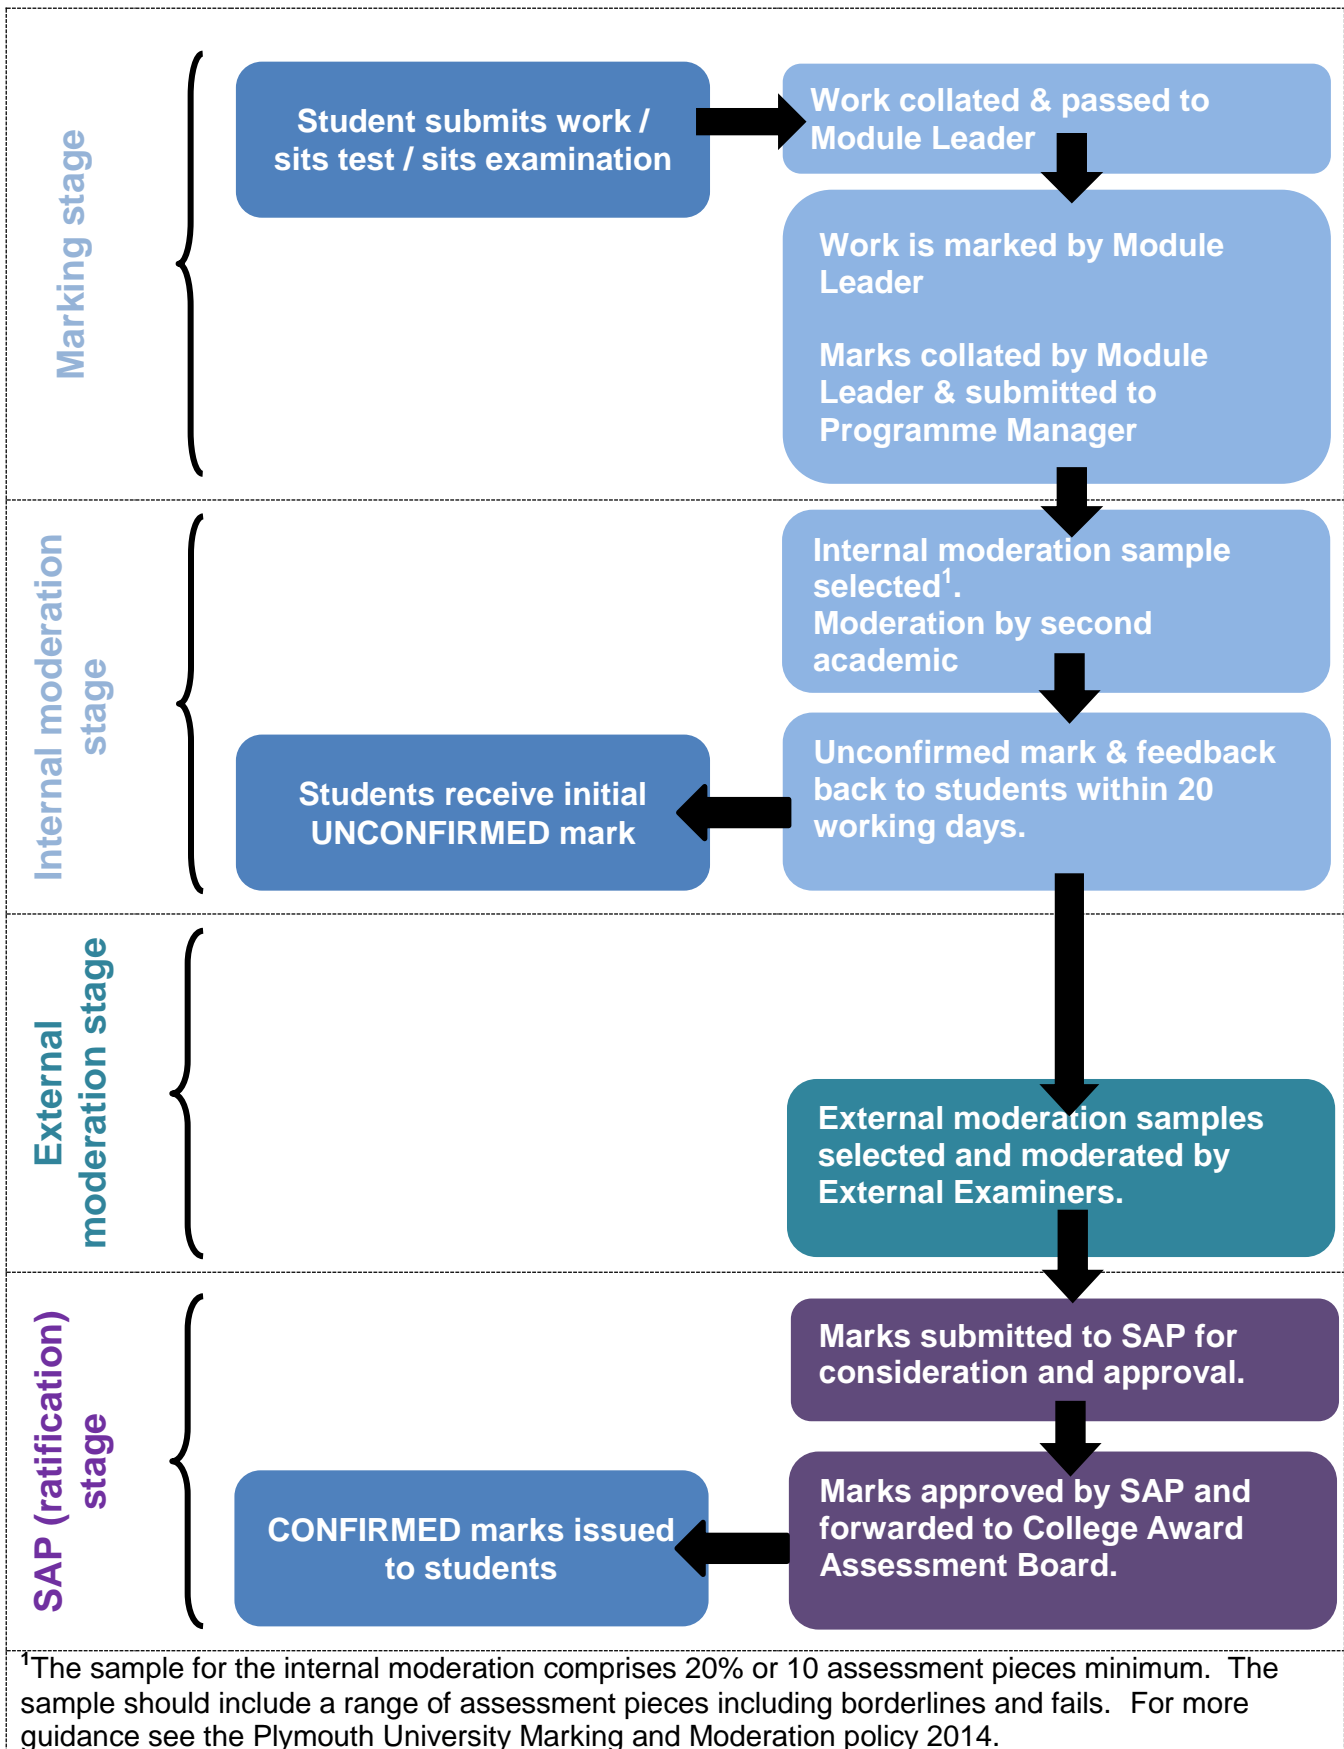 Marking stage
Student submits work /
sits test / sits examination
Work collated & passed to
Module Leader
Work is marked by Module
Leader
Marks collated by Module
Leader & submitted to
Programme Manager
Internal moderation
stage
Internal moderation sample
selected¹.
Moderation by second
academic
Unconfirmed mark & feedback
back to students within 20
working days.
Students receive initial
UNCONFIRMED mark
External
moderation stage
External moderation samples
selected and moderated by
External Examiners.
SAP (ratification)
stage
Marks submitted to SAP for
consideration and approval.
Marks approved by SAP and
forwarded to College Award
Assessment Board.
CONFIRMED marks issued
to students
¹The sample for the internal moderation comprises 20% or 10 assessment pieces minimum. The
sample should include a range of assessment pieces including borderlines and fails. For more
guidance see the Plymouth University Marking and Moderation policy 2014.